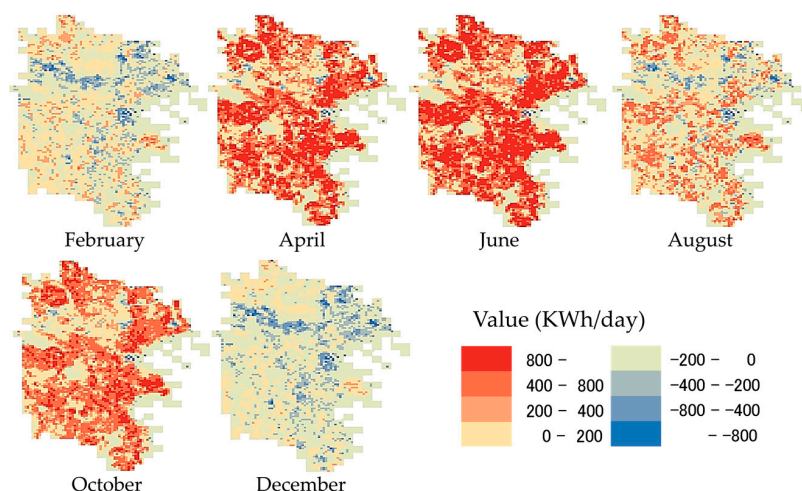 February
April
June
August
October
December
Value (KWh/day)
800 –
400 – 800
200 – 400
0 – 200
–200 – 0
–400 – –200
–800 – –400
– –800